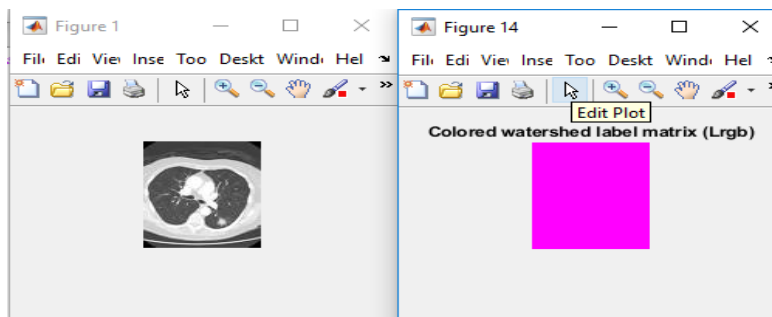 Figure 1
Fil Edi Vie Inse Too Deskt Wind Hel
Figure 14
Fil Edi Vie Inse Too Deskt Wind Hel
Edit Plot
Colored watershed label matrix (Lrgb)